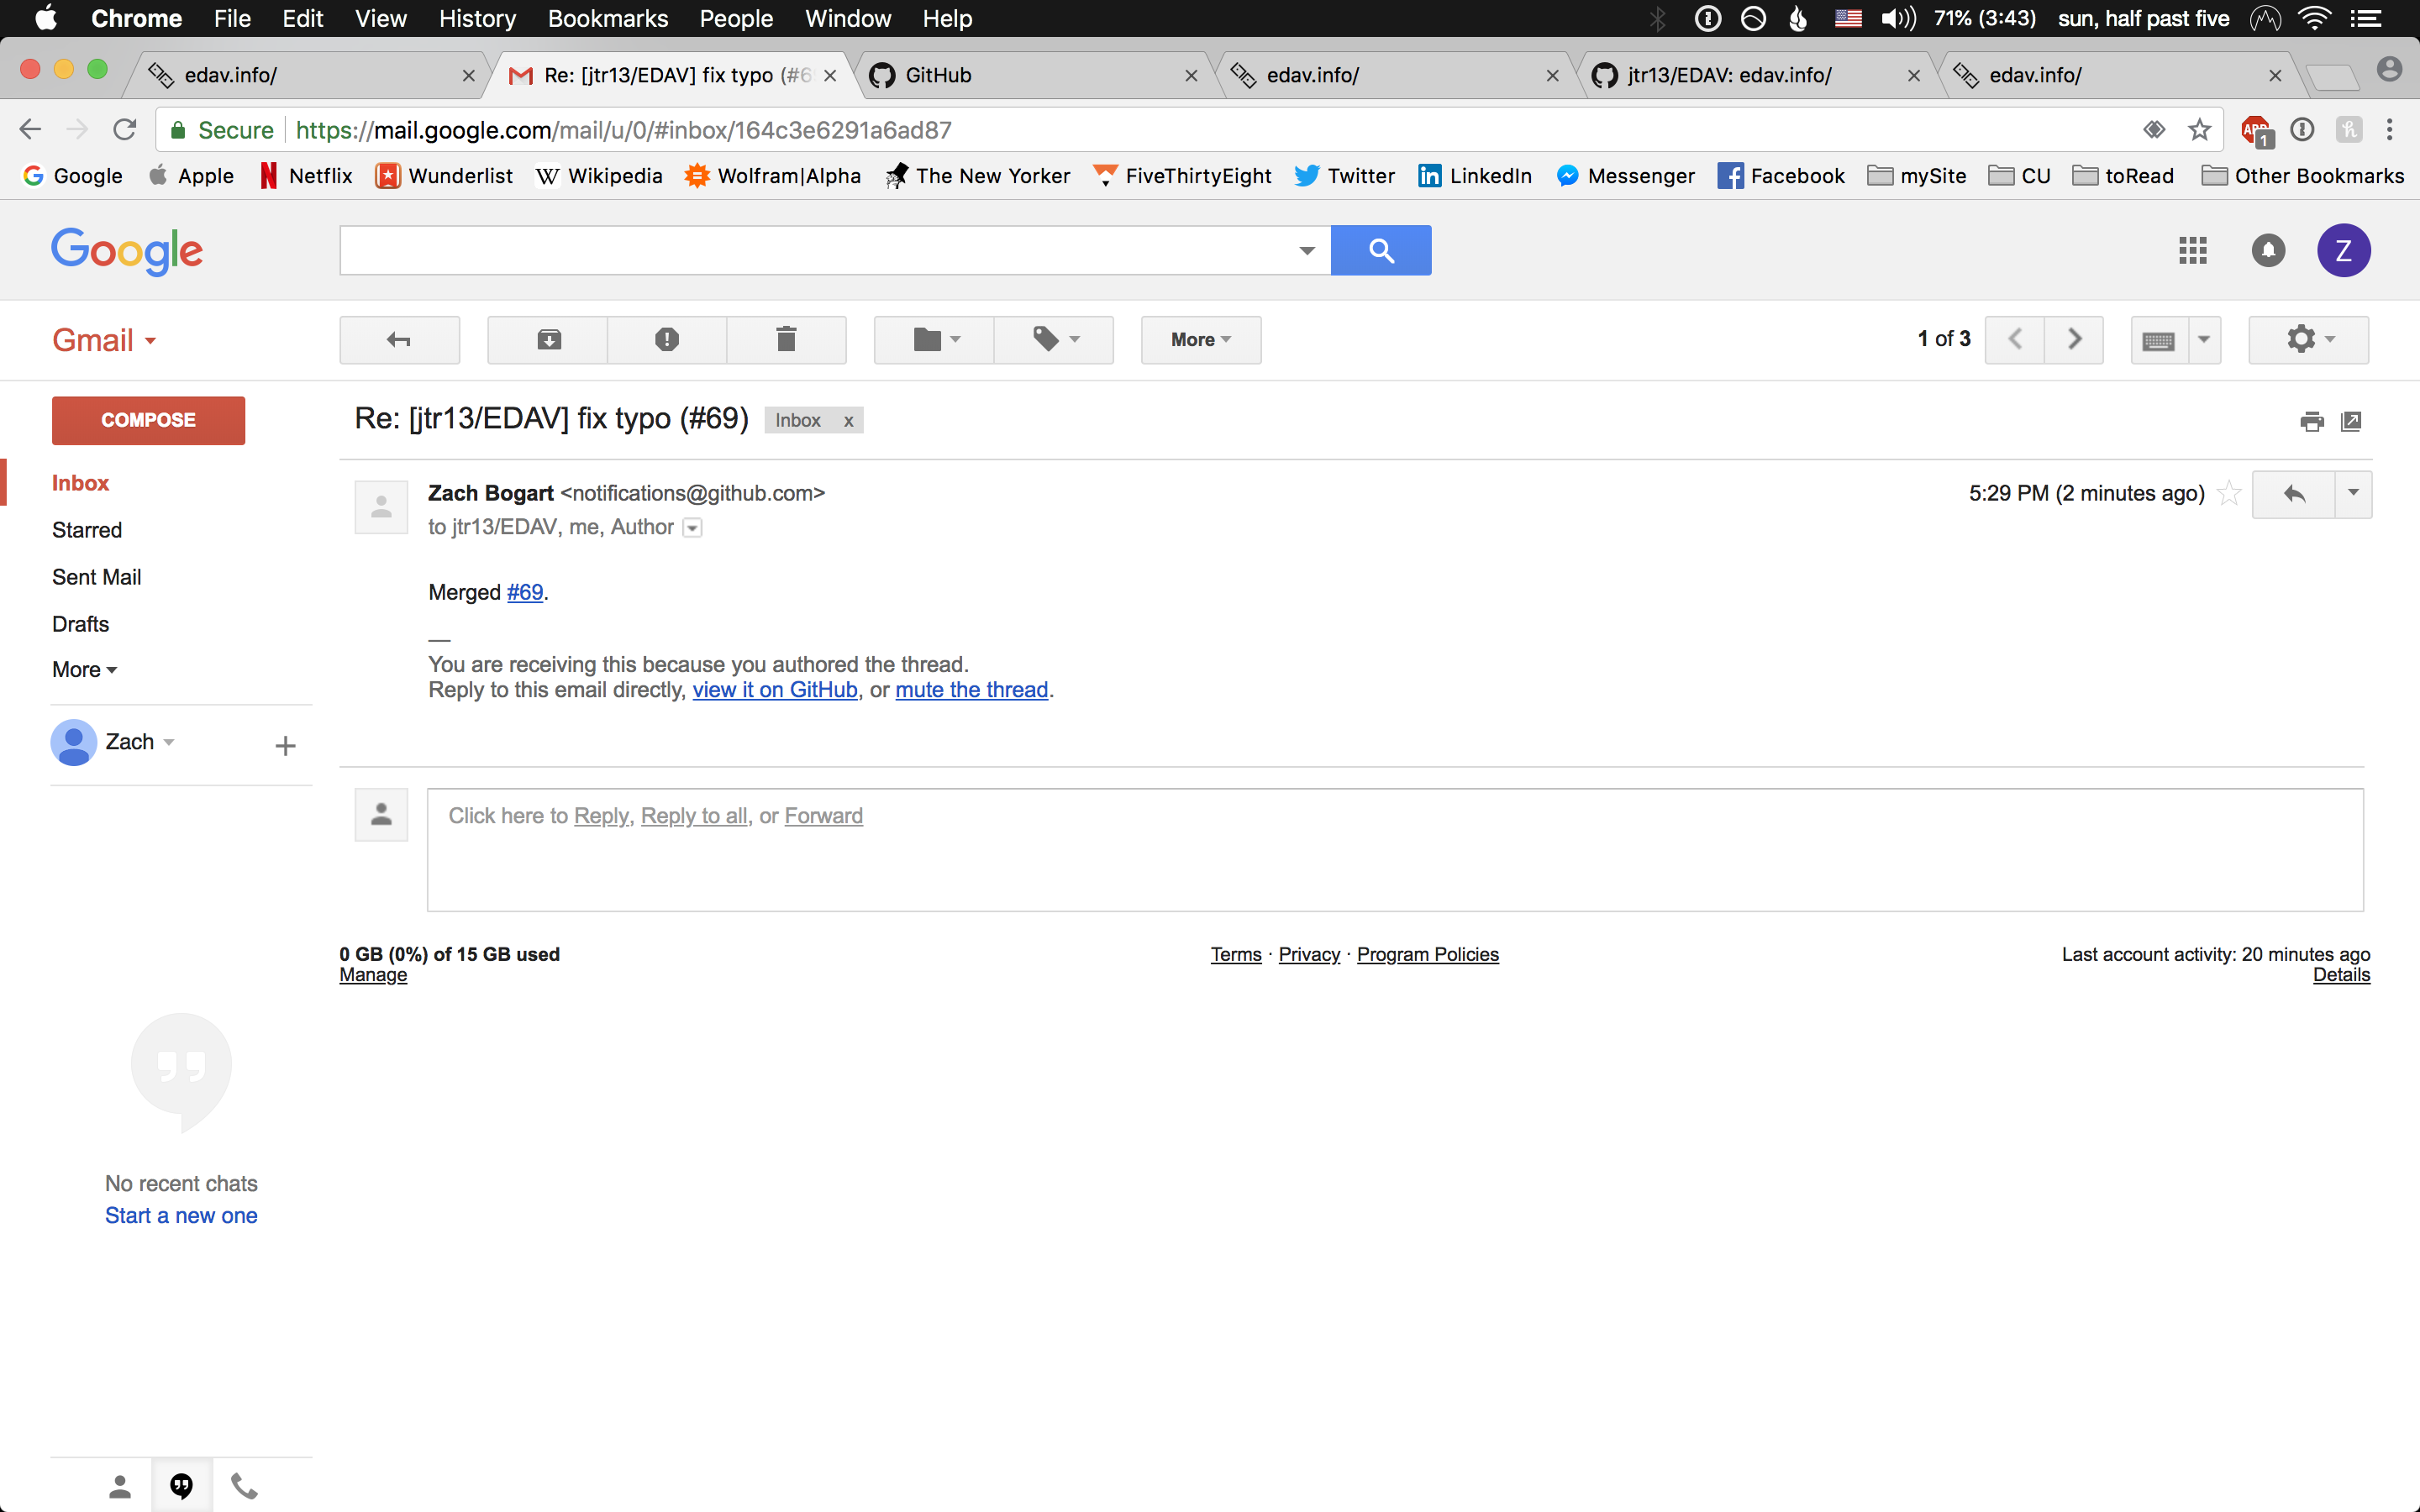 Chrome File Edit View History Bookmarks People Window Help 71% (3:43) sun, half past five
edav.info/ Re: [jtr13/EDAV] fix typo (#6 GitHub edav.info/ jtr13/EDAV: edav.info/ edav.info/
Secure https://mail.google.com/mail/u/0/#inbox/164c3e6291a6ad87 ABP 1
Google Apple Netflix Wunderlist Wikipedia Wolfram|Alpha The New Yorker FiveThirtyEight Twitter LinkedIn Messenger Facebook mySite CU toRead Other Bookmarks
Google Z
Gmail More 1 of 3
COMPOSE
Re: [jtr13/EDAV] fix typo (#69) Inbox x
Inbox
Starred
Sent Mail
Drafts
More
Zach
Zach Bogart <notifications@github.com> 5:29 PM (2 minutes ago)
to jtr13/EDAV, me, Author
Merged #69.
—
You are receiving this because you authored the thread.
Reply to this email directly, view it on GitHub, or mute the thread.
Click here to Reply, Reply to all, or Forward
0 GB (0%) of 15 GB used Terms · Privacy · Program Policies Last account activity: 20 minutes ago
Manage Details
No recent chats
Start a new one